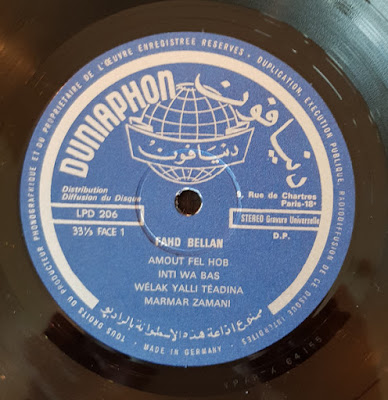 TOUS DROITS DU PRODUCTEUR PHONOGRAPHIQUE ET DU PROPRIETAIRE DE L'ŒUVRE ENREGISTREE RESERVES - DUPLICATION, EXECUTION PUBLIQUE, RADIODIFFUSION DE CE DISQUE INTERDITES
DUNIAPHON
دنيافون
دنيافون
Distribution
Diffusion du Disque
9, Rue de Chartres
Paris-18e
LPD 206
STEREO Gravure Universelle
33⅓ FACE 1
D.P.
FAHD BELLAN
AMOUT FEL HOB
INTI WA BAS
WÉLAK YALLI TÉADINA
MARMAR ZAMANI
ممنوع اذاعة هذه الاسطوانة بالراديو
MADE IN GERMANY